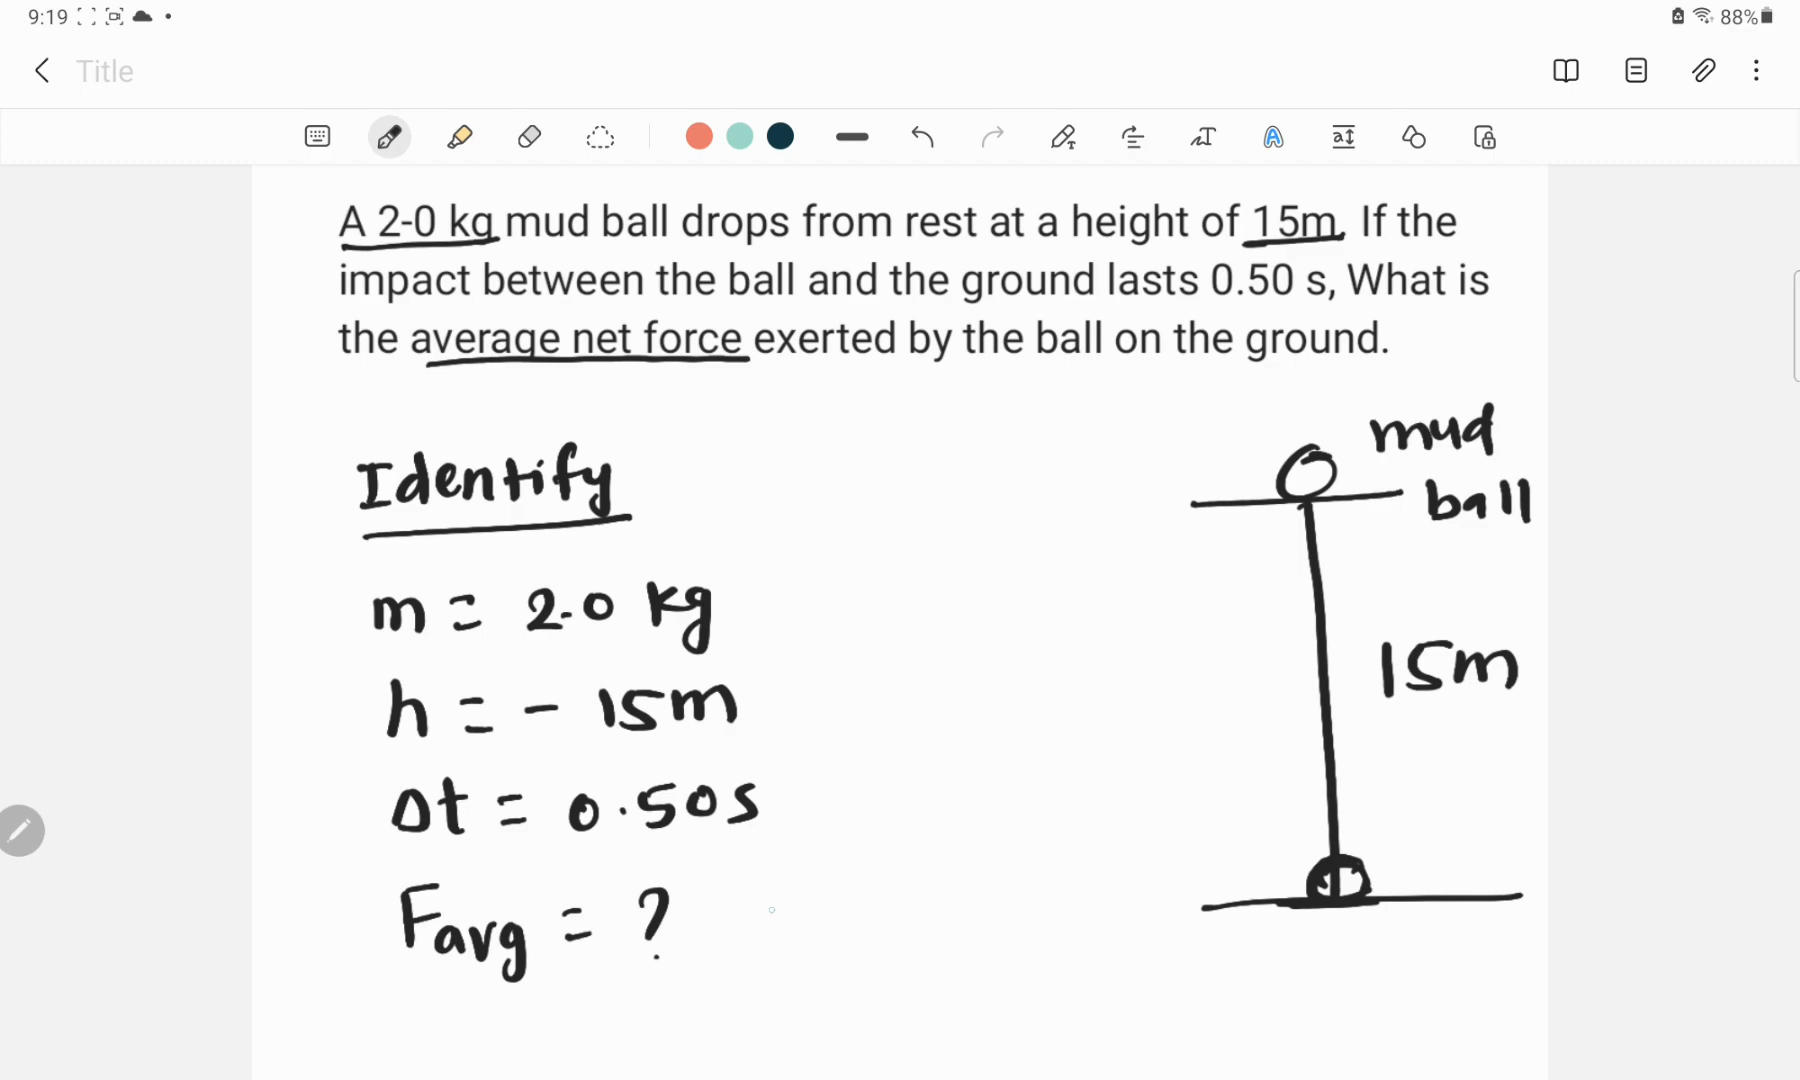 9:19
88%
Title
A 2-0 kg mud ball drops from rest at a height of 15m. If the
impact between the ball and the ground lasts 0.50 s, What is
the average net force exerted by the ball on the ground.
Identify
m = 2.0 kg
h = - 15m
Δt = 0.50s
Favg = ?
mud
ball
15m